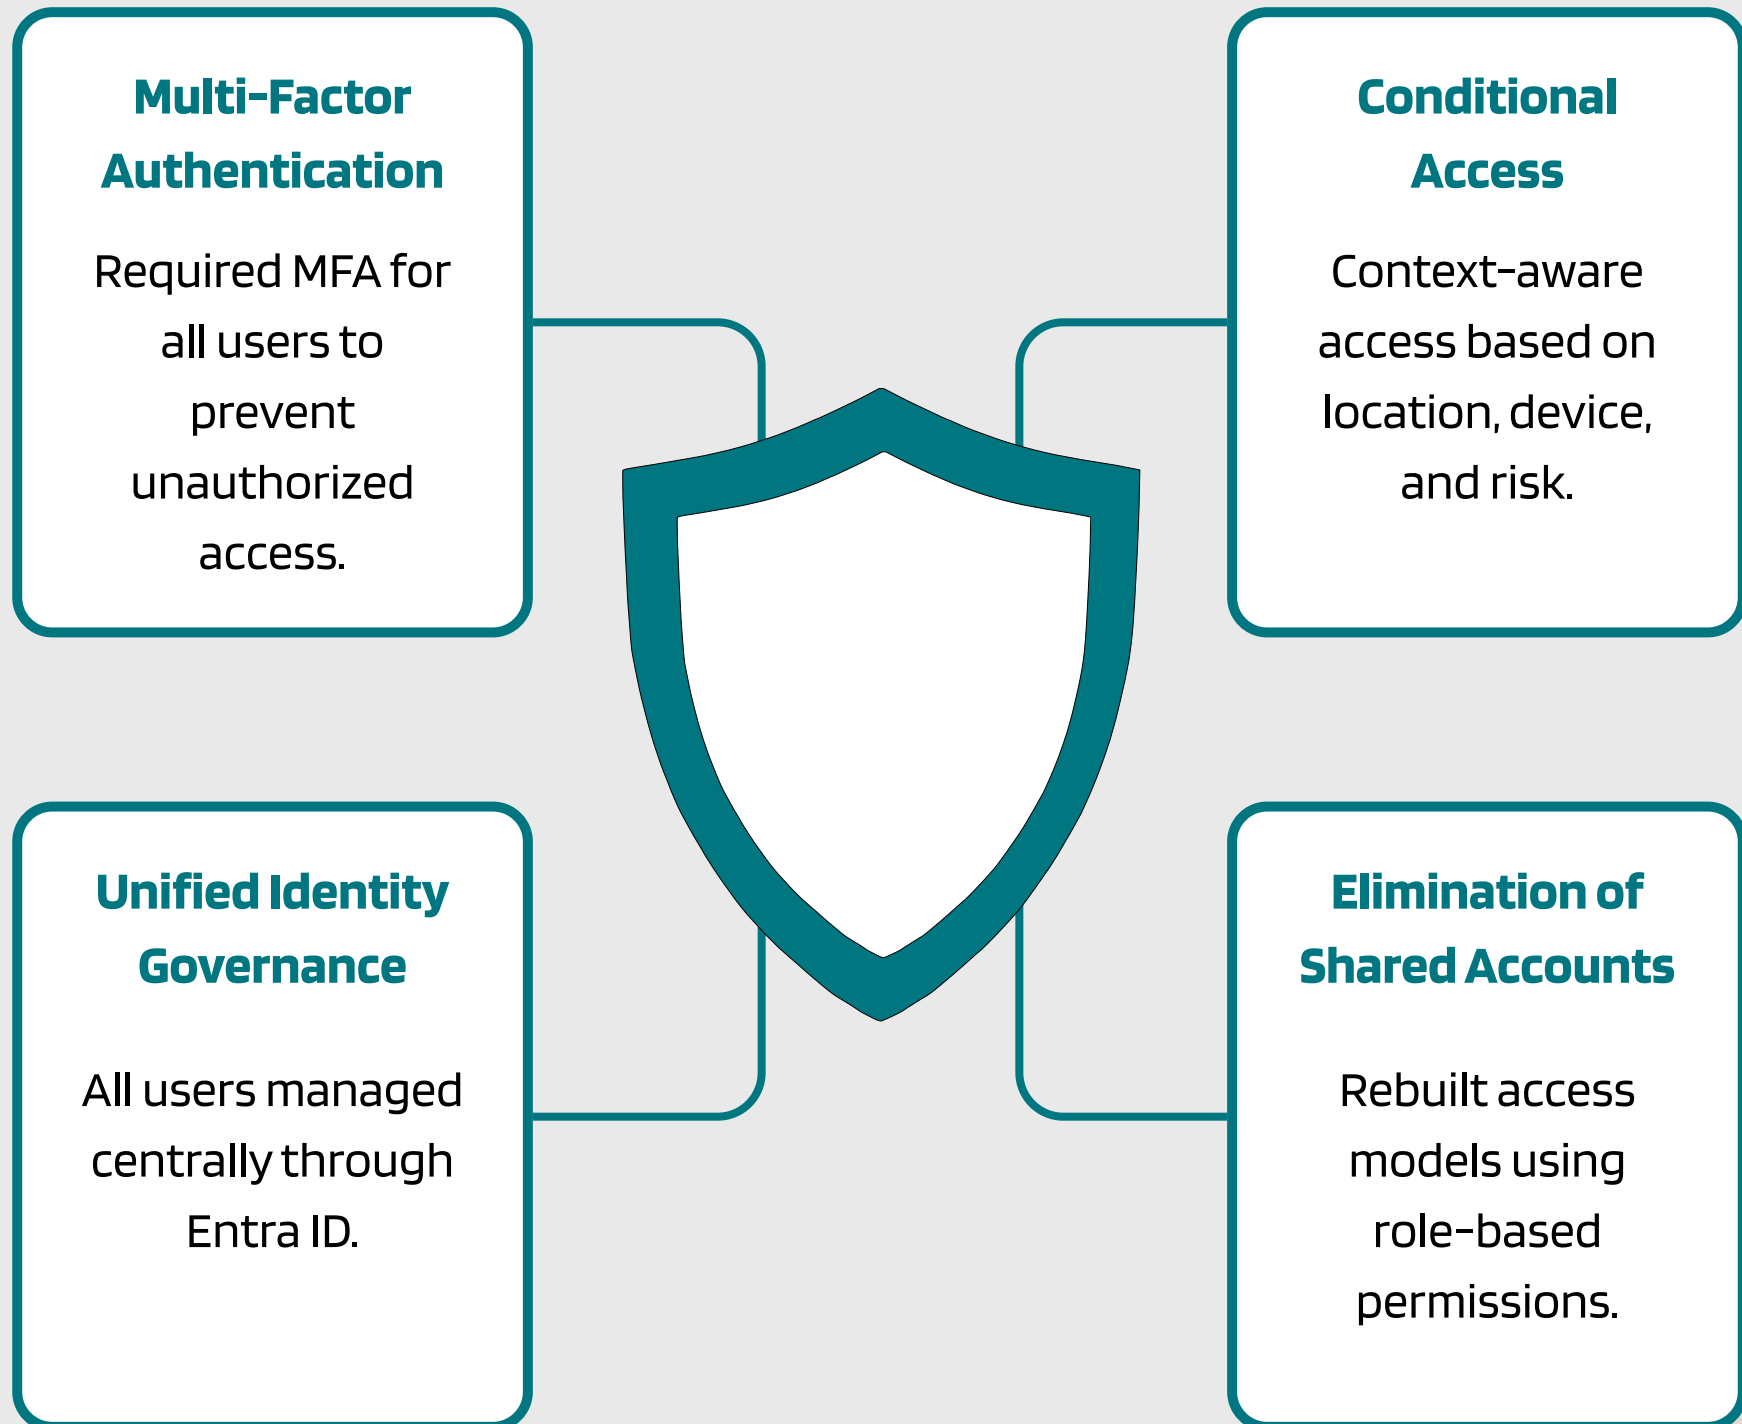 Multi-Factor
Authentication
Required MFA for
all users to
prevent
unauthorized
access.
Conditional
Access
Context-aware
access based on
location, device,
and risk.
Unified Identity
Governance
All users managed
centrally through
Entra ID.
Elimination of
Shared Accounts
Rebuilt access
models using
role-based
permissions.